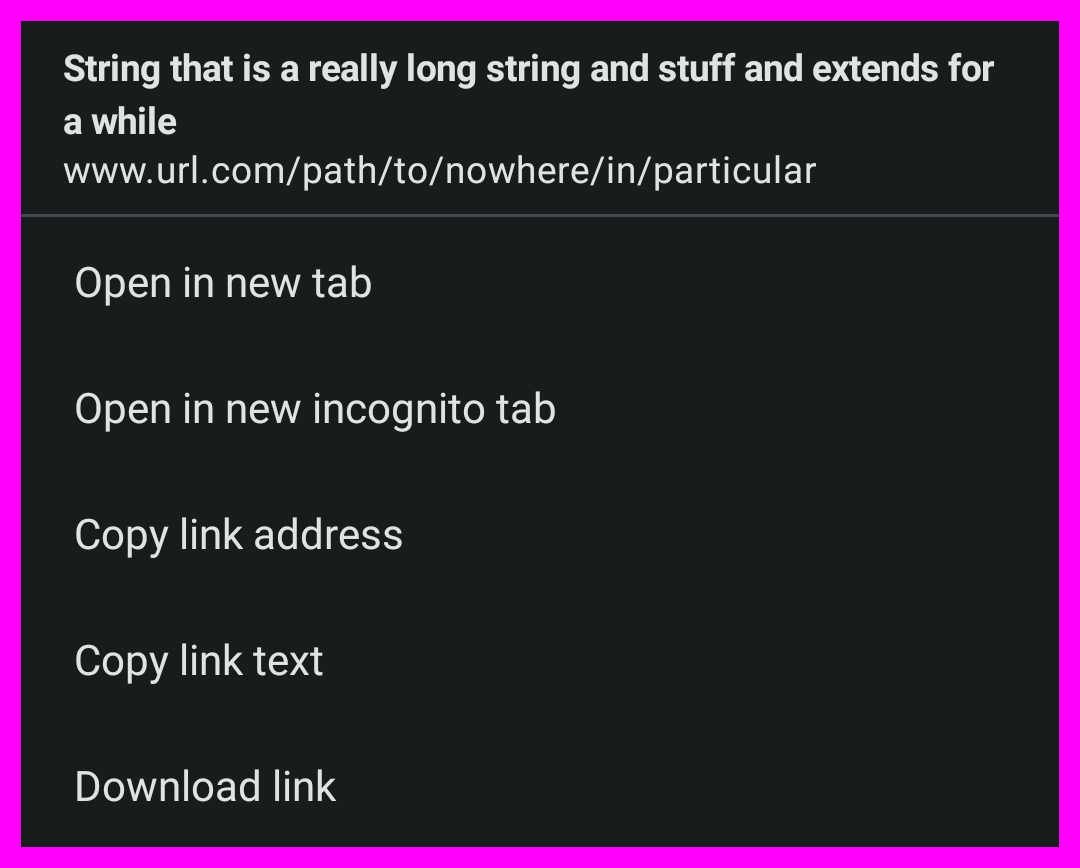 String that is a really long string and stuff and extends for
a while
www.url.com/path/to/nowhere/in/particular
Open in new tab
Open in new incognito tab
Copy link address
Copy link text
Download link